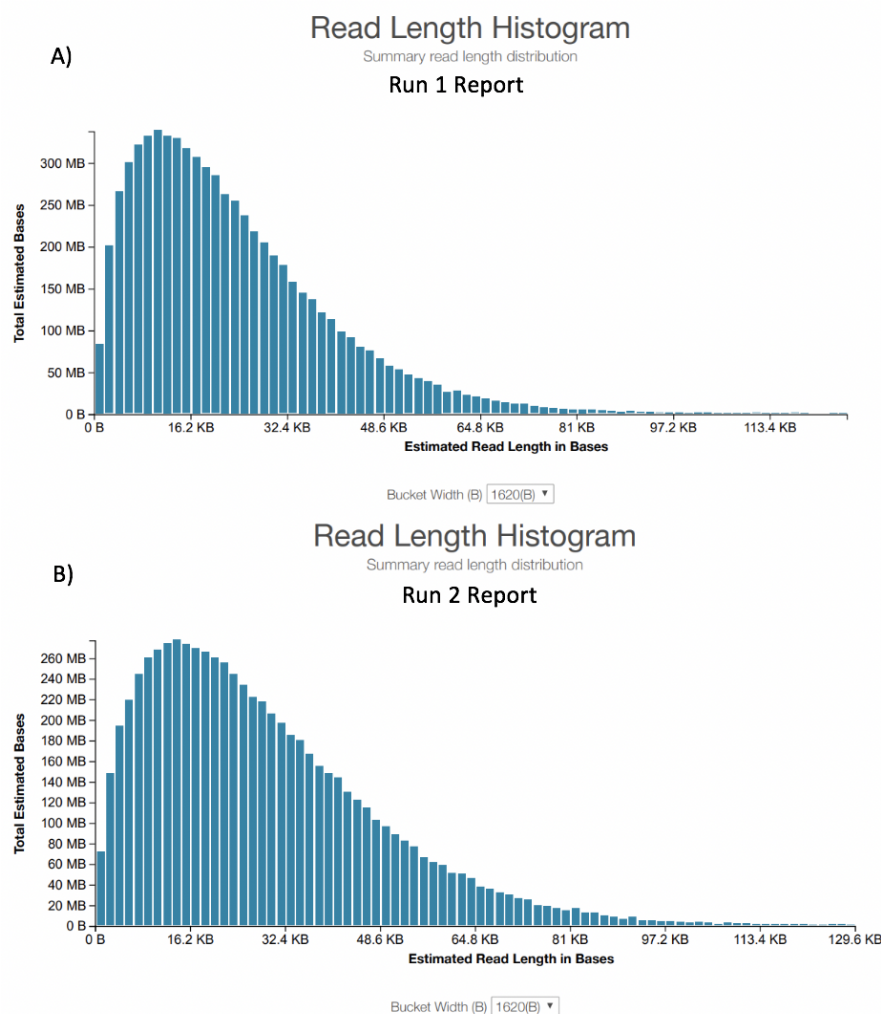 Read Length Histogram
A)
Summary read length distribution
Run 1 Report
Total Estimated Bases
300 MB
250 MB
200 MB
150 MB
100 MB
50 MB
0 B
0 B 16.2 KB 32.4 KB 48.6 KB 64.8 KB 81 KB 97.2 KB 113.4 KB
Estimated Read Length in Bases
Bucket Width (B) 1620(B) ▼
Read Length Histogram
Summary read length distribution
B)
Run 2 Report
Total Estimated Bases
260 MB
240 MB
220 MB
200 MB
180 MB
160 MB
140 MB
120 MB
100 MB
80 MB
60 MB
40 MB
20 MB
0 B
0 B 16.2 KB 32.4 KB 48.6 KB 64.8 KB 81 KB 97.2 KB 113.4 KB 129.6 KB
Estimated Read Length in Bases
Bucket Width (B) 1620(B) ▼